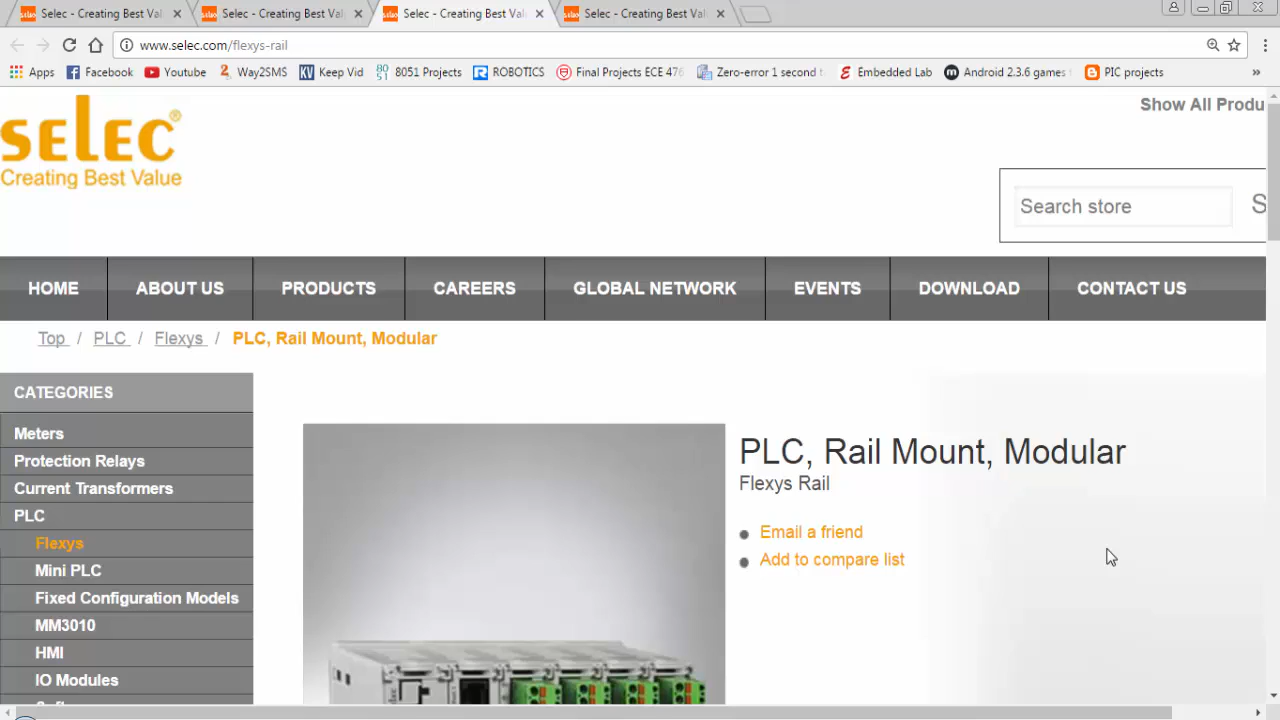 Selec - Creating Best Val
Selec - Creating Best Valu
Selec - Creating Best Valu
Selec - Creating Best Val
www.selec.com/flexys-rail
Apps Facebook Youtube Way2SMS Keep Vid 8051 Projects ROBOTICS Final Projects ECE 476 Zero-error 1 second t Embedded Lab Android 2.3.6 games PIC projects »
selec®
Creating Best Value
Show All Produ
Search store S
HOME ABOUT US PRODUCTS CAREERS GLOBAL NETWORK EVENTS DOWNLOAD CONTACT US
Top / PLC / Flexys / PLC, Rail Mount, Modular
CATEGORIES
Meters
Protection Relays
Current Transformers
PLC
Flexys
Mini PLC
Fixed Configuration Models
MM3010
HMI
IO Modules
PLC, Rail Mount, Modular
Flexys Rail
Email a friend
Add to compare list